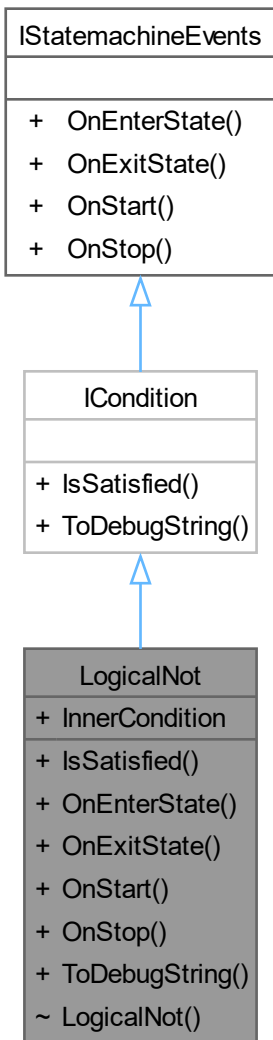 IStatemachineEvents
+ OnEnterState()
+ OnExitState()
+ OnStart()
+ OnStop()
ICondition
+ IsSatisfied()
+ ToDebugString()
LogicalNot
+ InnerCondition
+ IsSatisfied()
+ OnEnterState()
+ OnExitState()
+ OnStart()
+ OnStop()
+ ToDebugString()
~ LogicalNot()